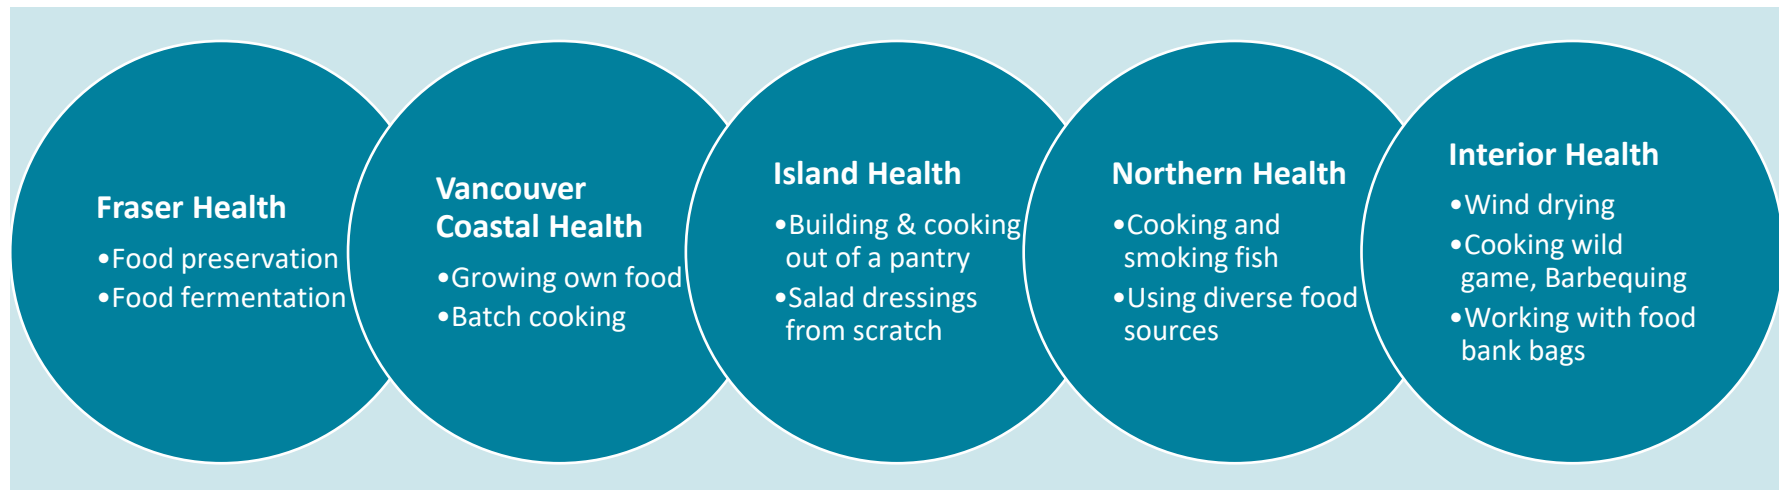 Fraser Health
•Food preservation
•Food fermentation
Vancouver
Coastal Health
•Growing own food
•Batch cooking
Island Health
•Building & cooking
out of a pantry
•Salad dressings
from scratch
Northern Health
•Cooking and
smoking fish
•Using diverse food
sources
Interior Health
•Wind drying
•Cooking wild
game, Barbequing
•Working with food
bank bags